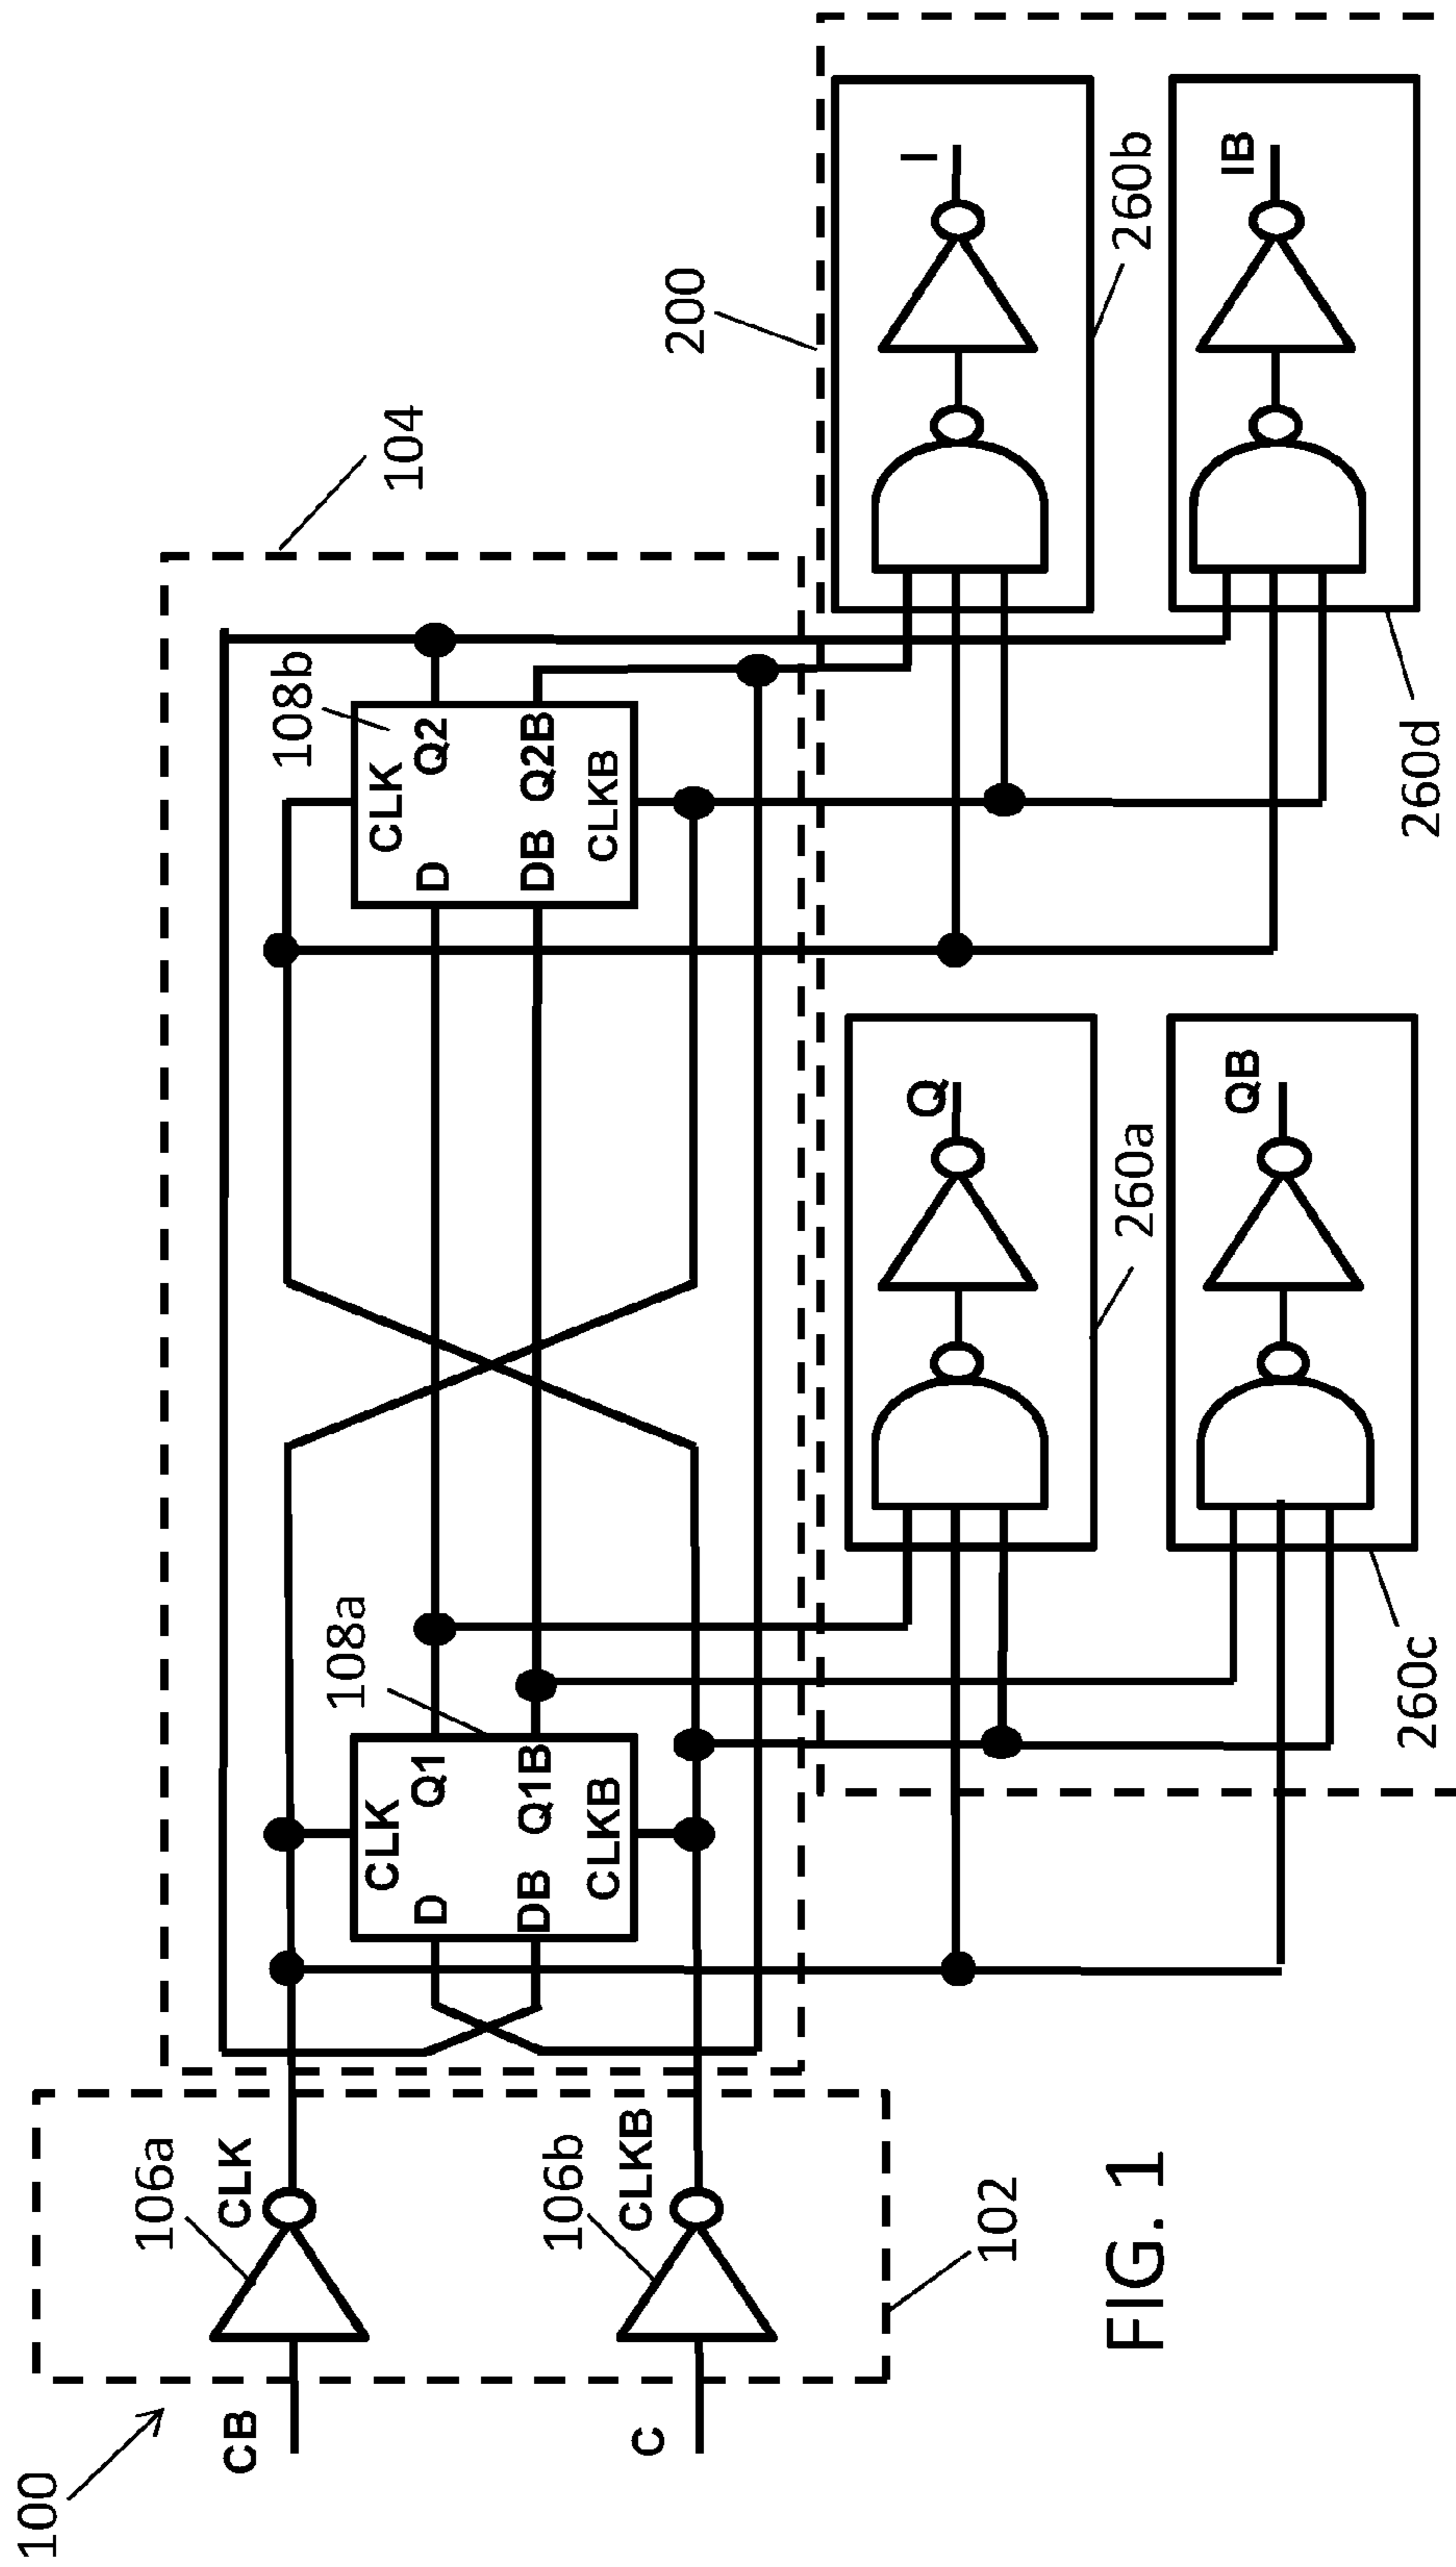 100
CB
C
106a
CLK
106b
CLKB
102
104
108a
CLK
D
Q1
DB
Q1B
CLKB
108b
CLK
D
Q2
DB
Q2B
CLKB
200
Q
260a
QB
260c
I
260b
IB
260d
FIG. 1